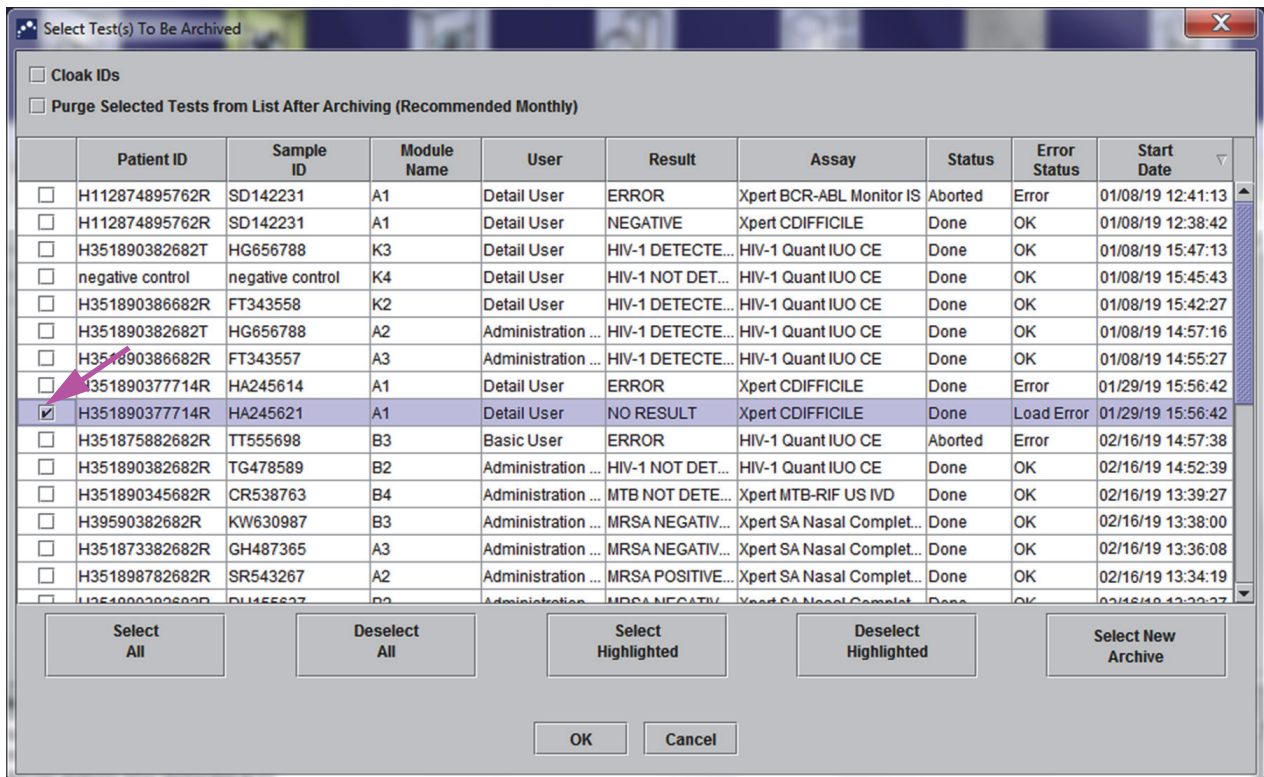 Select Test(s) To Be Archived
Cloak IDs
Purge Selected Tests from List After Archiving (Recommended Monthly)
Patient ID Sample ID Module Name User Result Assay Status Error Status Start Date
H112874895762R SD142231 A1 Detail User ERROR Xpert BCR-ABL Monitor IS Aborted Error 01/08/19 12:41:13
H112874895762R SD142231 A1 Detail User NEGATIVE Xpert CDIFFICILE Done OK 01/08/19 12:38:42
H351890382682T HG656788 K3 Detail User HIV-1 DETECTE... HIV-1 Quant IUO CE Done OK 01/08/19 15:47:13
negative control negative control K4 Detail User HIV-1 NOT DET... HIV-1 Quant IUO CE Done OK 01/08/19 15:45:43
H351890386682R FT343558 K2 Detail User HIV-1 DETECTE... HIV-1 Quant IUO CE Done OK 01/08/19 15:42:27
H351890382682T HG656788 A2 Administration ... HIV-1 DETECTE... HIV-1 Quant IUO CE Done OK 01/08/19 14:57:16
H351890386682R FT343557 A3 Administration ... HIV-1 DETECTE... HIV-1 Quant IUO CE Done OK 01/08/19 14:55:27
H351890377714R HA245614 A1 Detail User ERROR Xpert CDIFFICILE Done Error 01/29/19 15:56:42
H351890377714R HA245621 A1 Detail User NO RESULT Xpert CDIFFICILE Done Load Error 01/29/19 15:56:42
H351875882682R TT555698 B3 Basic User ERROR HIV-1 Quant IUO CE Aborted Error 02/16/19 14:57:38
H351890382682R TG478589 B2 Administration ... HIV-1 NOT DET... HIV-1 Quant IUO CE Done OK 02/16/19 14:52:39
H351890345682R CR538763 B4 Administration ... MTB NOT DETE... Xpert MTB-RIF US IVD Done OK 02/16/19 13:39:27
H39590382682R KW630987 B3 Administration ... MRSA NEGATIV... Xpert SA Nasal Complet... Done OK 02/16/19 13:38:00
H351873382682R GH487365 A3 Administration ... MRSA NEGATIV... Xpert SA Nasal Complet... Done OK 02/16/19 13:36:08
H351898782682R SR543267 A2 Administration ... MRSA POSITIVE... Xpert SA Nasal Complet... Done OK 02/16/19 13:34:19
Select All Deselect All Select Highlighted Deselect Highlighted Select New Archive
OK Cancel